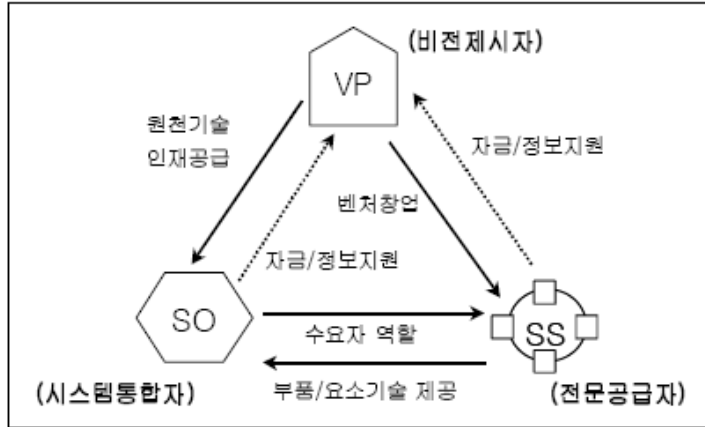 (비전제시자)
VP
원천기술
인재공급
자금/정보지원
벤처창업
자금/정보지원
SO
수요자 역할
SS
(시스템통합자)
부품/요소기술 제공
(전문공급자)